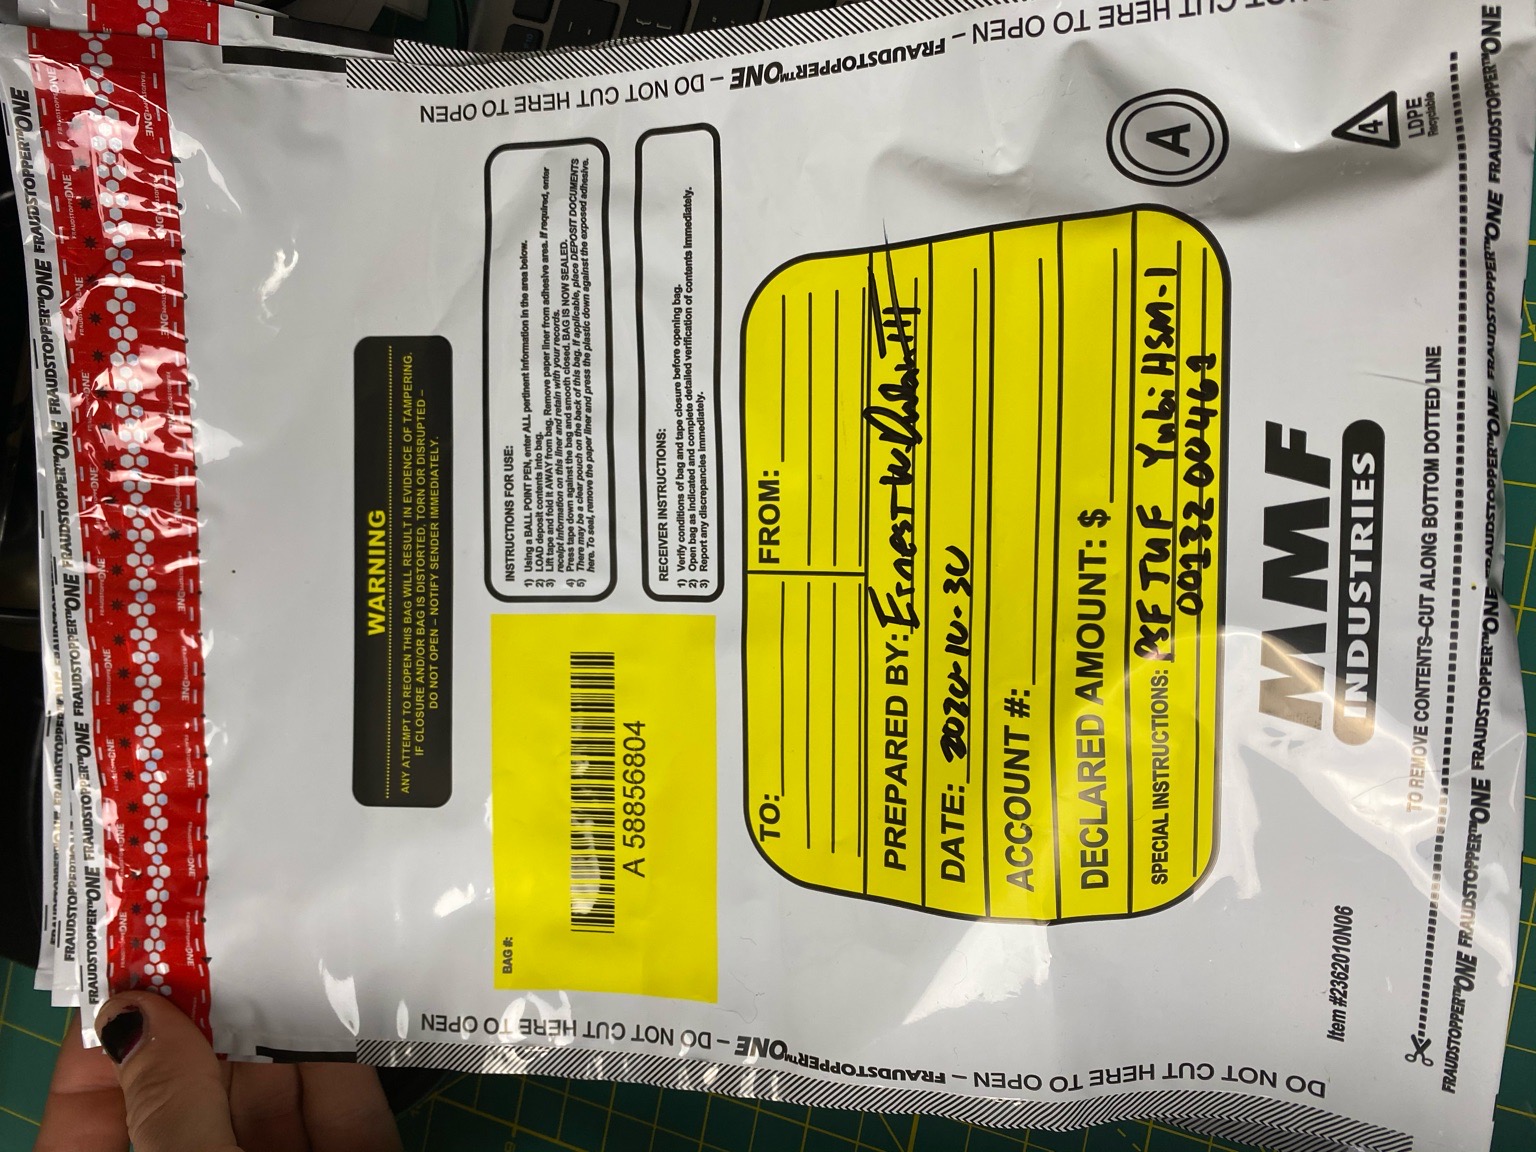 FRAUDSTOPPER™ONE FRAUDSTOPPER™ONE FRAUDSTOPPER™ONE FRAUDSTOPPER™ONE FRAUDSTOPPER™ONE
WARNING
ANY ATTEMPT TO REOPEN THIS BAG WILL RESULT IN EVIDENCE OF TAMPERING.
IF CLOSURE AND/OR BAG IS DISTORTED, TORN OR DISRUPTED –
DO NOT OPEN – NOTIFY SENDER IMMEDIATELY.
DO NOT CUT HERE TO OPEN – FRAUDSTOPPER™ONE – DO NOT CUT HERE TO OPEN
BAG #:
A 58856804
INSTRUCTIONS FOR USE:
1) Using a BALL POINT PEN, enter ALL pertinent information in the area below.
2) LOAD deposit contents into bag.
3) Lift tape and fold it AWAY from bag. Remove paper liner from adhesive area. If required, enter
receipt information on this liner and retain with your records.
4) Press tape down against the bag and smooth closed. BAG IS NOW SEALED.
5) There may be a clear pouch on the back of this bag. If applicable, place DEPOSIT DOCUMENTS
here. To seal, remove the paper liner and press the plastic down against the exposed adhesive.
RECEIVER INSTRUCTIONS:
1) Verify conditions of bag and tape closure before opening bag.
2) Open bag as indicated and complete detailed verification of contents immediately.
3) Report any discrepancies immediately.
DO NOT CUT HERE TO OPEN – FRAUDSTOPPER™ONE – DO NOT CUT HERE TO OPEN
TO: FROM:
PREPARED BY: Ernest W. III
DATE: 2020-10-30
ACCOUNT #:
DECLARED AMOUNT: $
SPECIAL INSTRUCTIONS: PSF TUF YubiHSM-1
0013200461
A
MMF
INDUSTRIES
Item #2362010N06
4
LDPE
Recyclable
TO REMOVE CONTENTS–CUT ALONG BOTTOM DOTTED LINE
FRAUDSTOPPER™ONE FRAUDSTOPPER™ONE FRAUDSTOPPER™ONE FRAUDSTOPPER™ONE FRAUDSTOPPER™ONE FRAUDSTOPPER™ONE